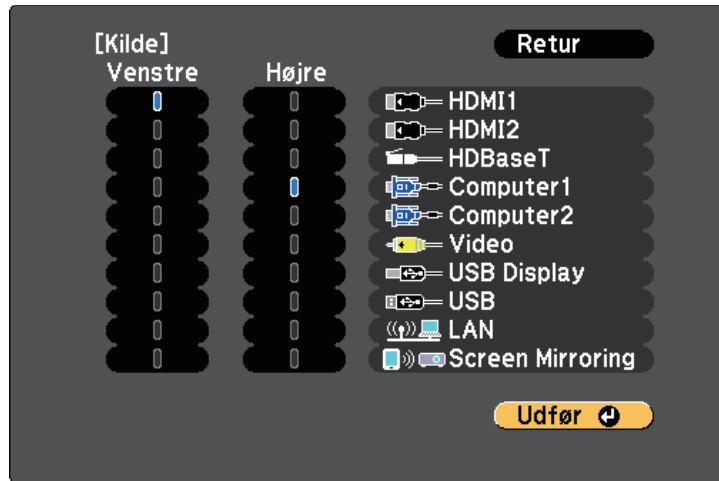 [Kilde]
Retur
Venstre Højre
HDMI1
HDMI2
HDBaseT
Computer1
Computer2
Video
USB Display
USB
LAN
Screen Mirroring
Udfør